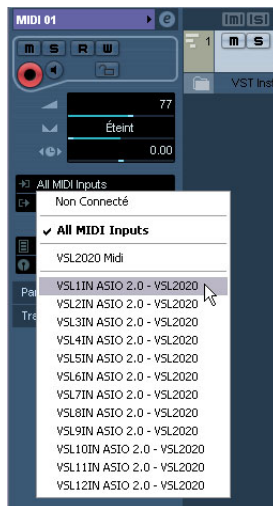 MIDI 01
e
m S R W
77
Éteint
0.00
All MIDI Inputs
Non Connecté
All MIDI Inputs
VSL2020 Midi
VSL1IN ASIO 2.0 - VSL2020
VSL2IN ASIO 2.0 - VSL2020
VSL3IN ASIO 2.0 - VSL2020
VSL4IN ASIO 2.0 - VSL2020
VSL5IN ASIO 2.0 - VSL2020
VSL6IN ASIO 2.0 - VSL2020
VSL7IN ASIO 2.0 - VSL2020
VSL8IN ASIO 2.0 - VSL2020
VSL9IN ASIO 2.0 - VSL2020
VSL10IN ASIO 2.0 - VSL2020
VSL11IN ASIO 2.0 - VSL2020
VSL12IN ASIO 2.0 - VSL2020
Pa
Tra
m s
1 m S
VST Inst